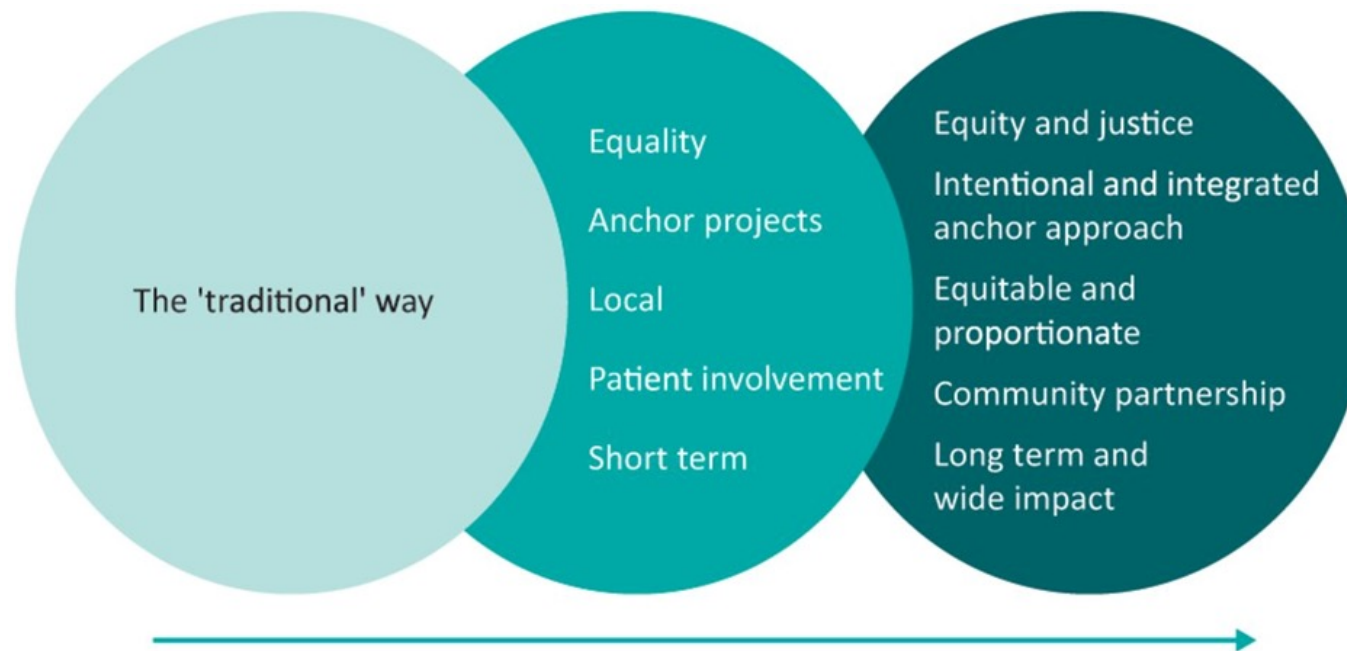 The 'traditional' way
Equality
Anchor projects
Local
Patient involvement
Short term
Equity and justice
Intentional and integrated
anchor approach
Equitable and
proportionate
Community partnership
Long term and
wide impact